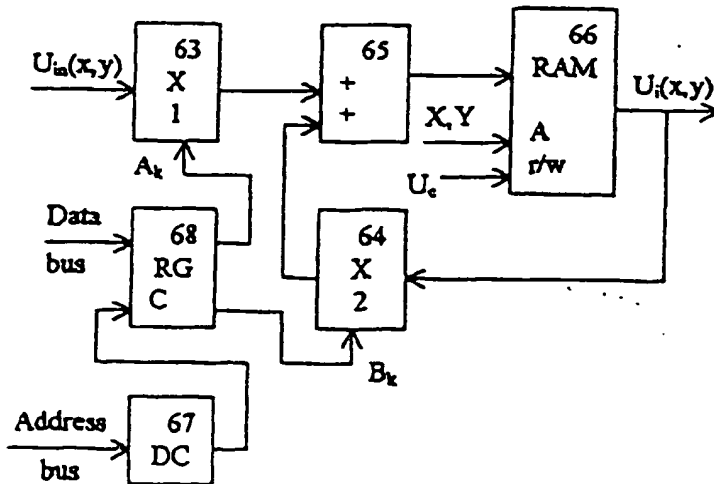 U_in(x,y)
63
X
1
A_k
65
+
+
66
RAM
A
r/w
X, Y
U_c
U_i(x,y)
Data
bus
68
RG
C
64
X
2
B_k
Address
bus
67
DC